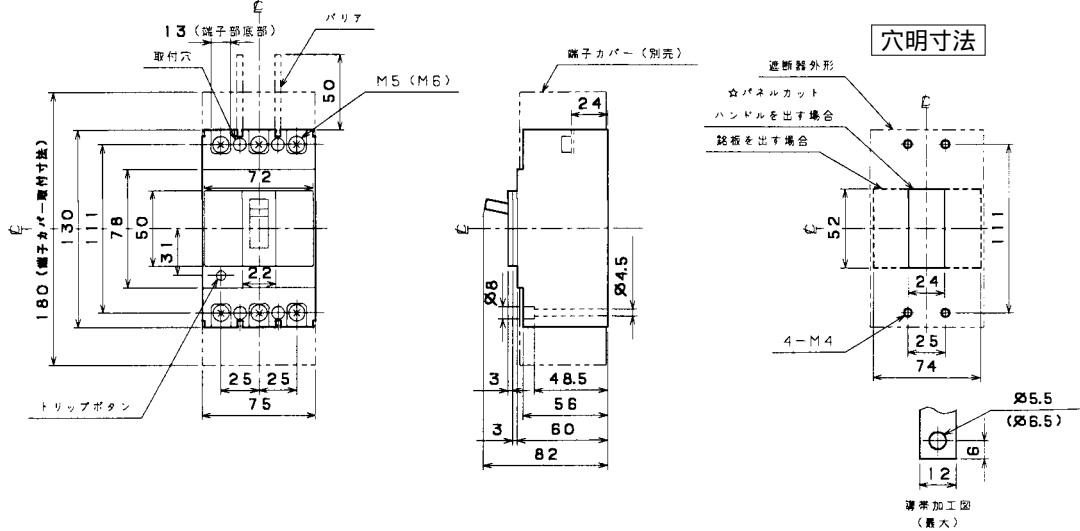 ℄
13 (端子部底部)
バリア
取付穴
50
M5 (M6)
180 (端子カバー取付寸法)
130
111
78
50
31
72
22
℄
25
25
75
トリップボタン
端子カバー (別売)
24
℄
Ø8
Ø4.5
3
48.5
56
3
60
82
穴明寸法
遮断器外形
☆パネルカット
ハンドルを出す場合
銘板を出す場合
℄
℄
52
111
24
4-M4
25
74
Ø5.5
(Ø6.5)
6
12
導帯加工図
(最大)